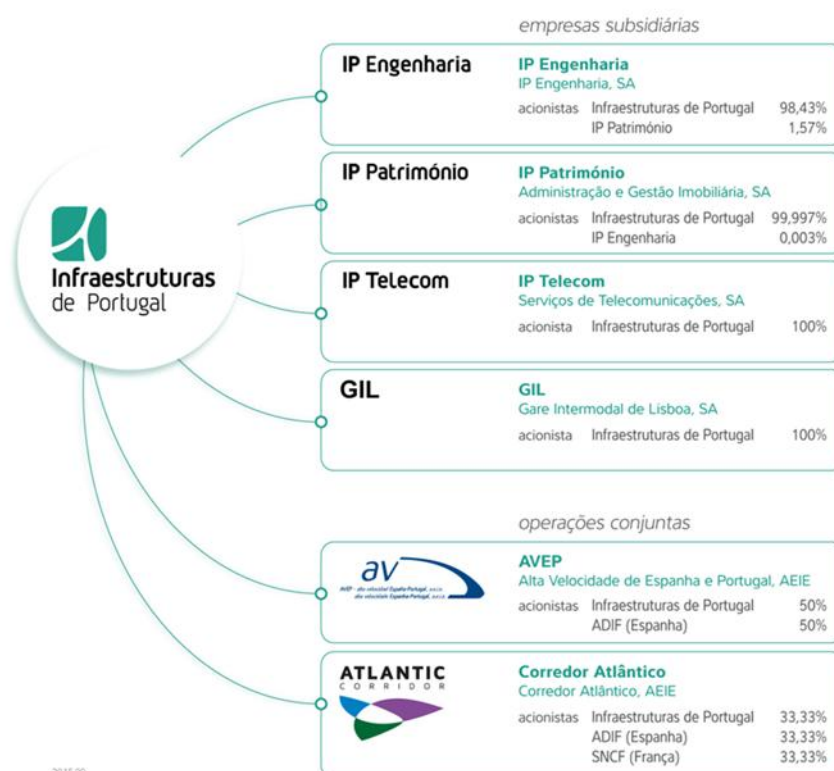 empresas subsidiárias
IP Engenharia
IP Engenharia
IP Engenharia, SA
acionistas Infraestruturas de Portugal 98,43%
IP Património 1,57%
IP Património
IP Património
Administração e Gestão Imobiliária, SA
acionistas Infraestruturas de Portugal 99,997%
IP Engenharia 0,003%
Infraestruturas
de Portugal
IP Telecom
IP Telecom
Serviços de Telecomunicações, SA
acionista Infraestruturas de Portugal 100%
GIL
GIL
Gare Intermodal de Lisboa, SA
acionista Infraestruturas de Portugal 100%
operações conjuntas
av
AVEP
Alta Velocidade de Espanha e Portugal, AEIE
acionistas Infraestruturas de Portugal 50%
ADIF (Espanha) 50%
ATLANTIC
CORRIDOR
Corredor Atlântico
Corredor Atlântico, AEIE
acionistas Infraestruturas de Portugal 33,33%
ADIF (Espanha) 33,33%
SNCF (França) 33,33%